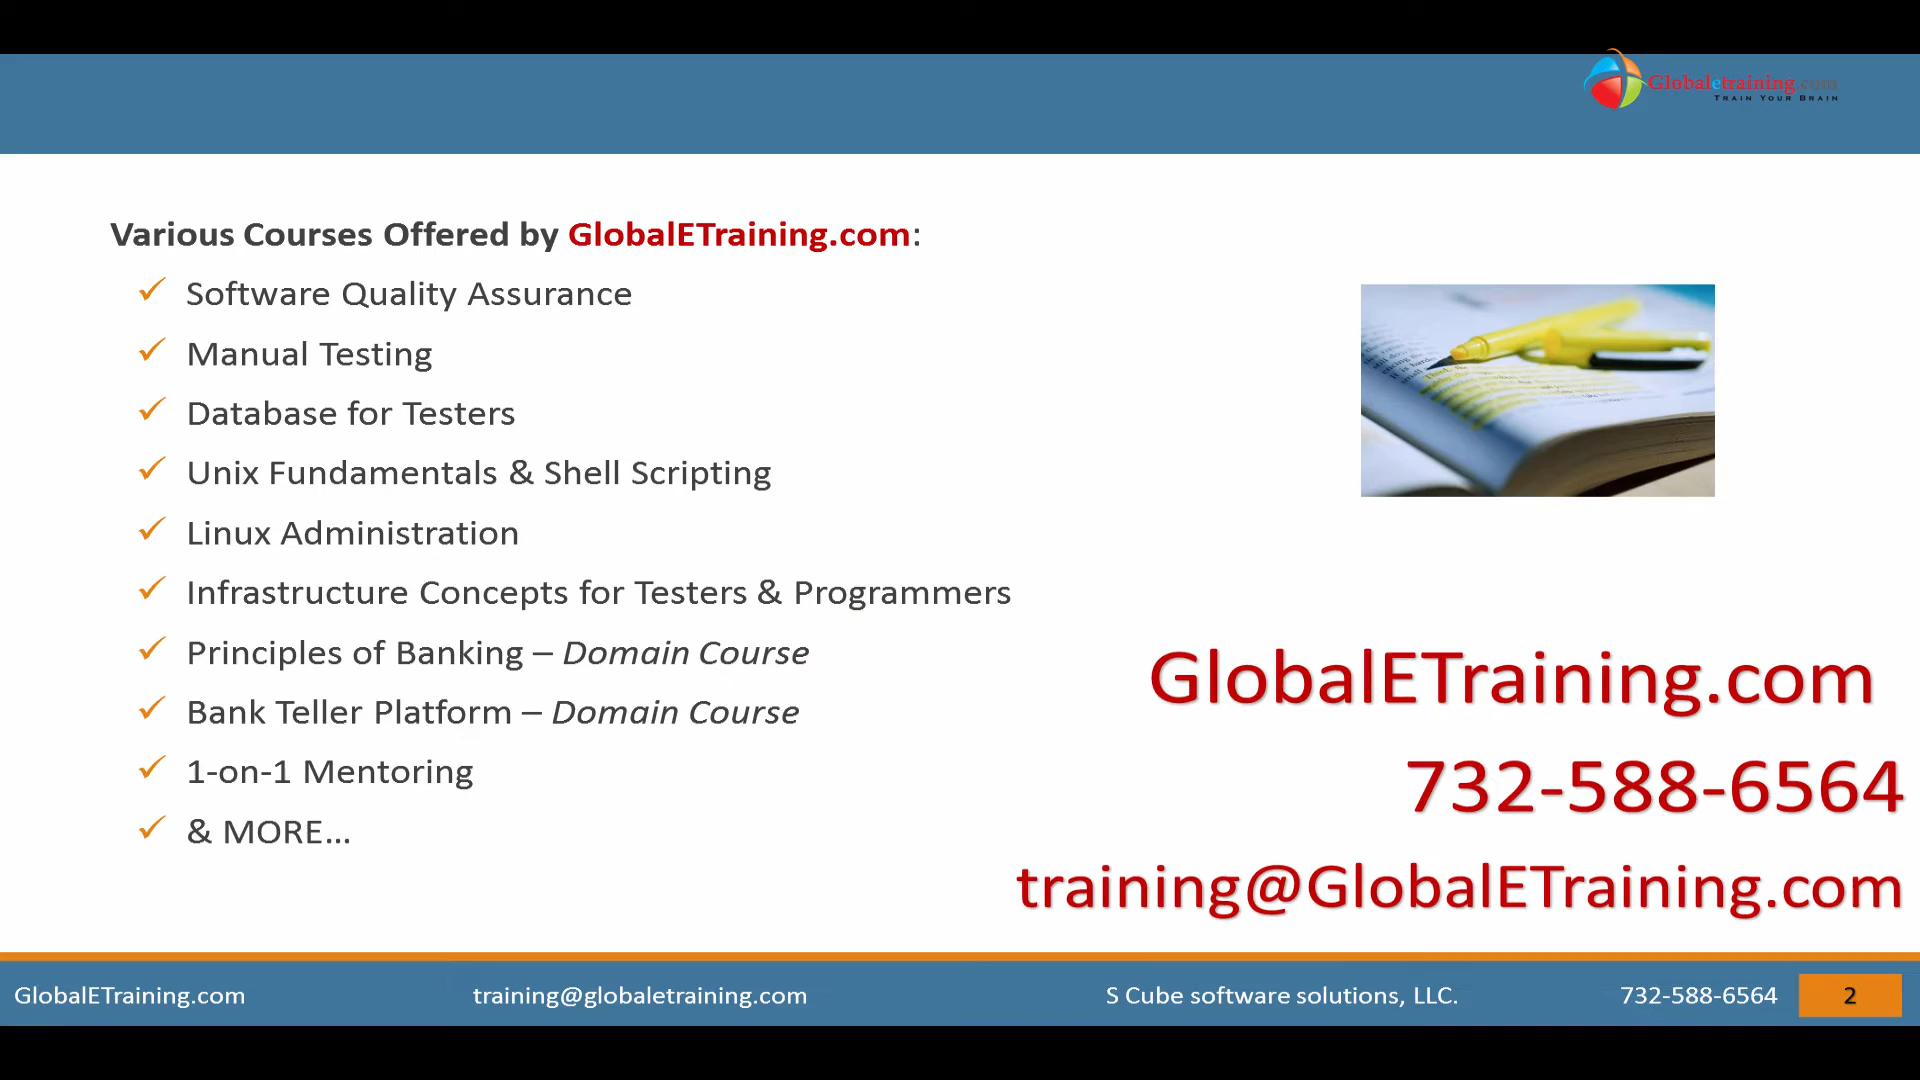 Globaletraining.com
TRAIN YOUR BRAIN
Various Courses Offered by GlobalETraining.com:
Software Quality Assurance
Manual Testing
Database for Testers
Unix Fundamentals & Shell Scripting
Linux Administration
Infrastructure Concepts for Testers & Programmers
Principles of Banking – Domain Course
Bank Teller Platform – Domain Course
1-on-1 Mentoring
& MORE...
GlobalETraining.com
732-588-6564
training@GlobalETraining.com
GlobalETraining.com training@globaletraining.com S Cube software solutions, LLC. 732-588-6564 2